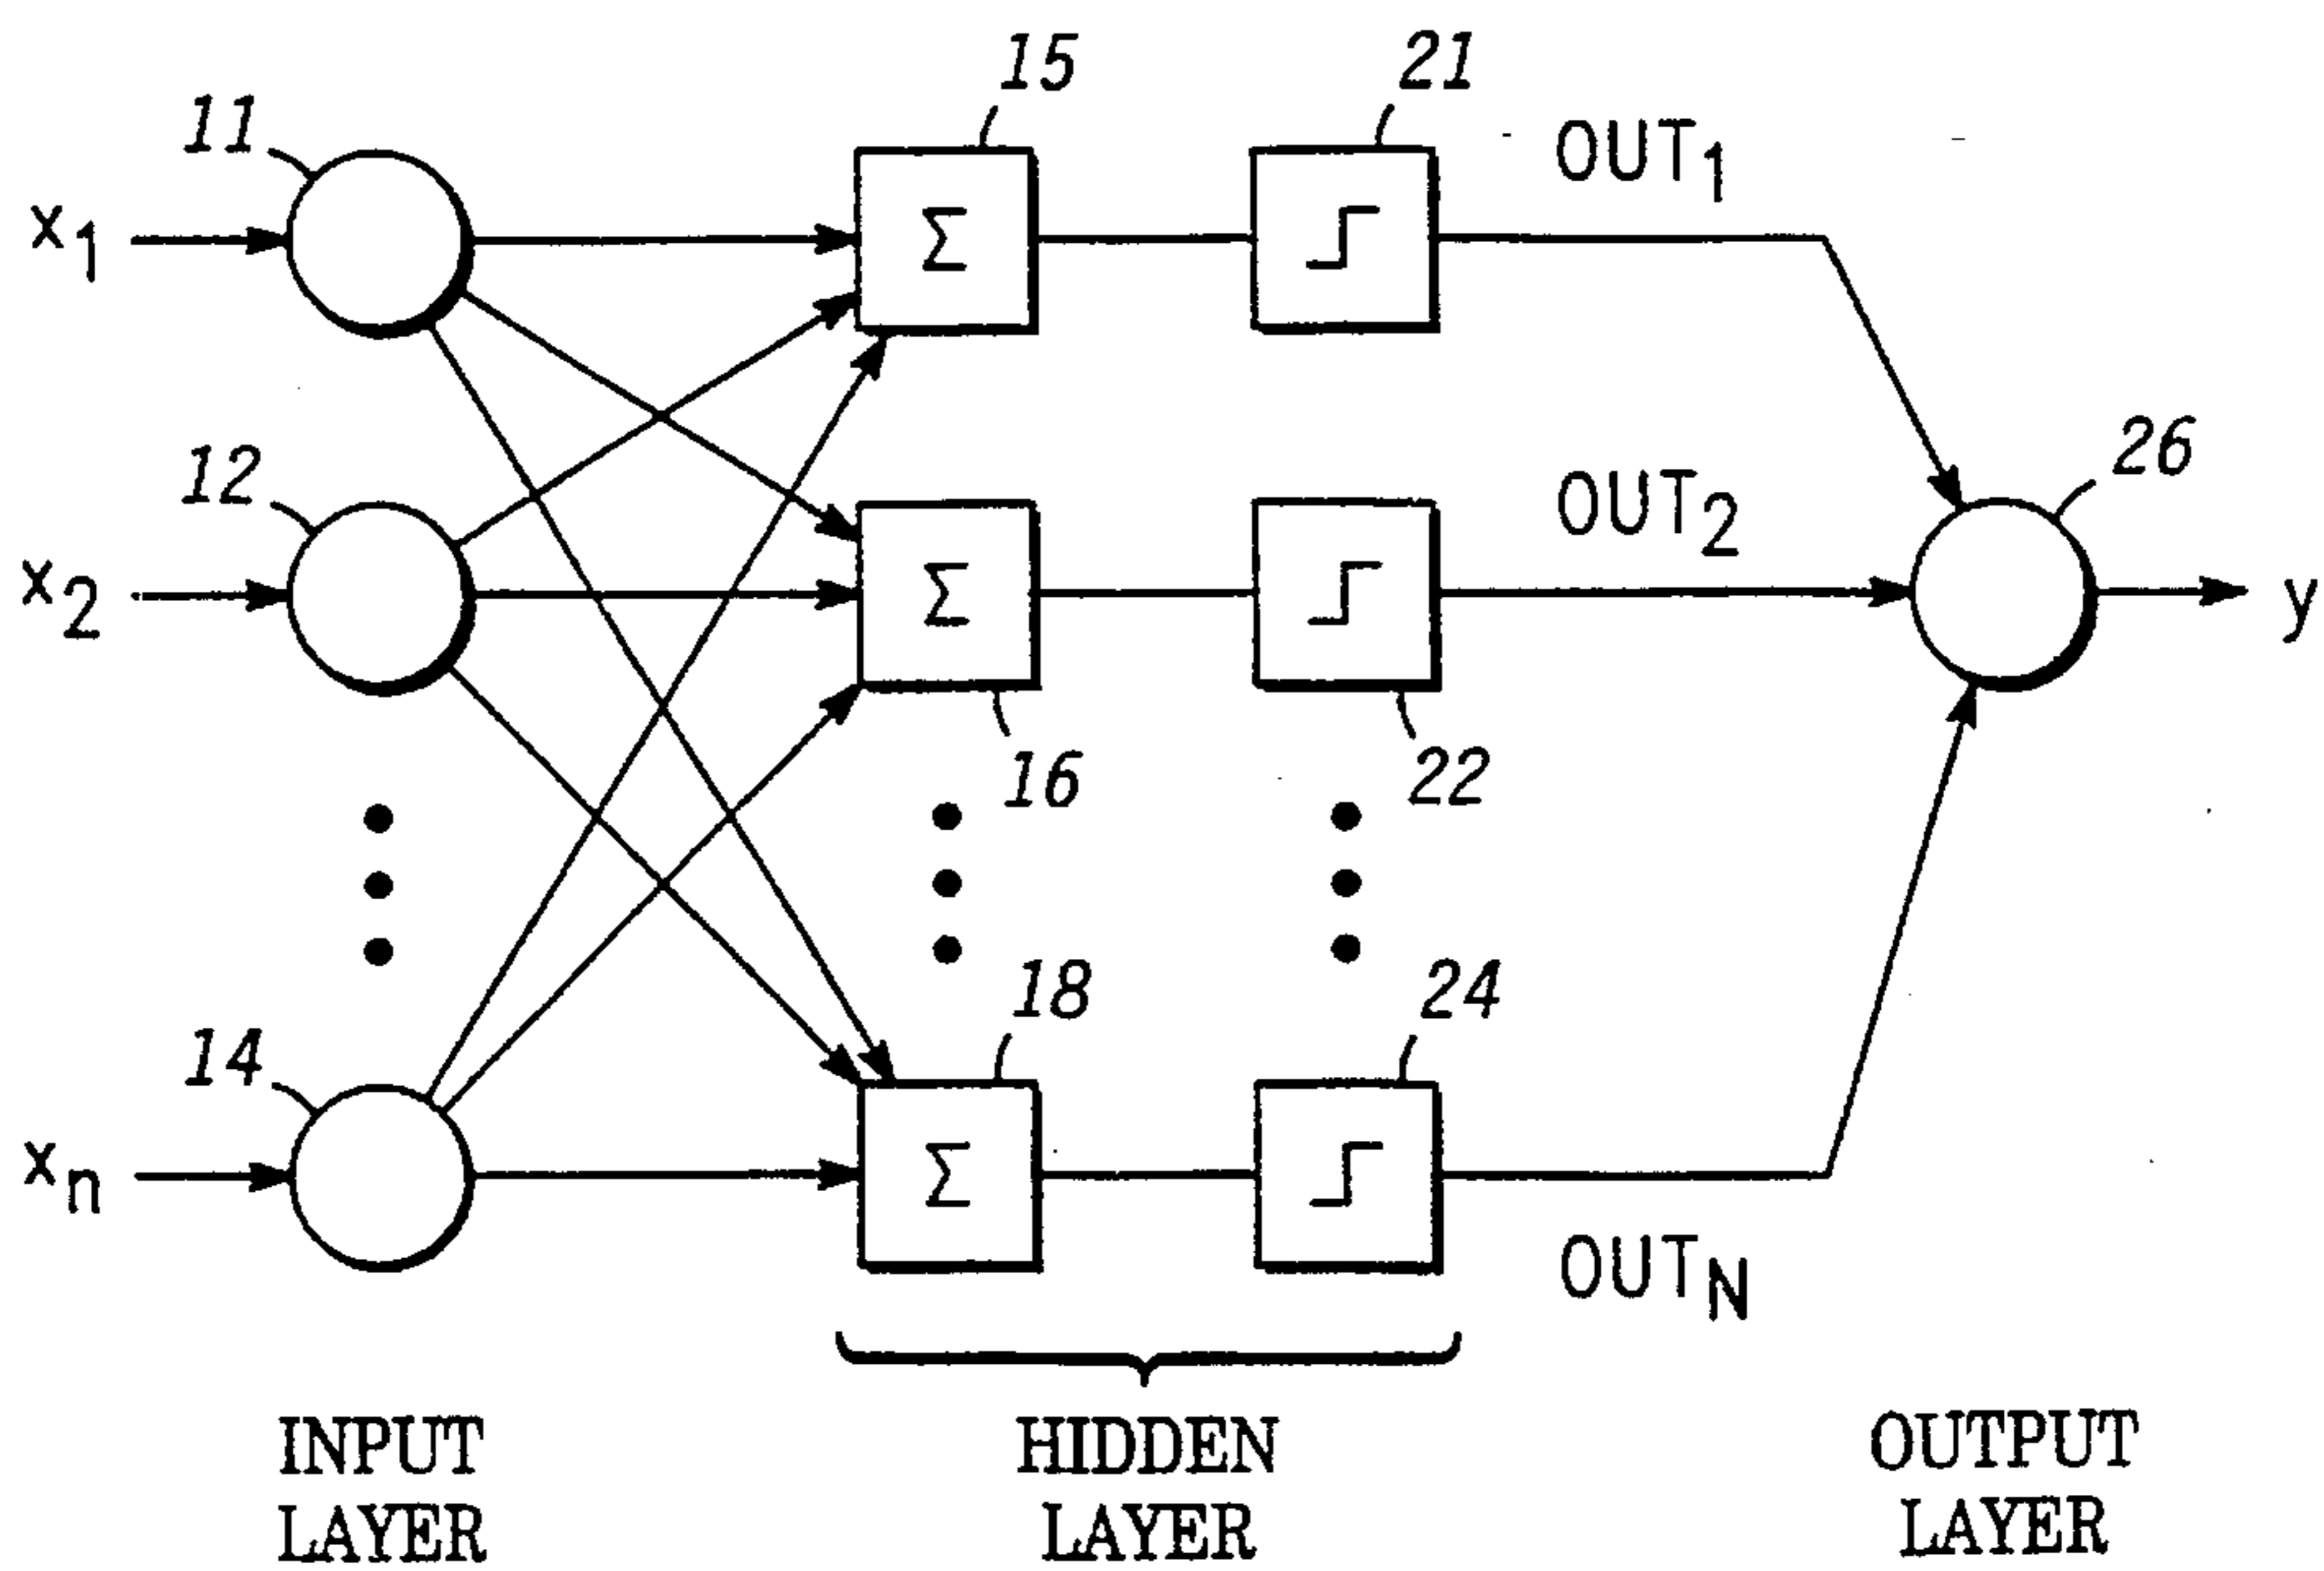 15
21
11
OUT1
x1
Σ
12
OUT2
26
x2
Σ
y
16
22
14
18
24
xn
Σ
OUTN
INPUT
LAYER
HIDDEN
LAYER
OUTPUT
LAYER